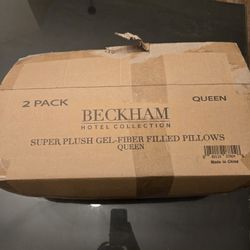 2 PACK
QUEEN
BECKHAM
HOTEL COLLECTION
SUPER PLUSH GEL-FIBER FILLED PILLOWS
QUEEN
Made in China